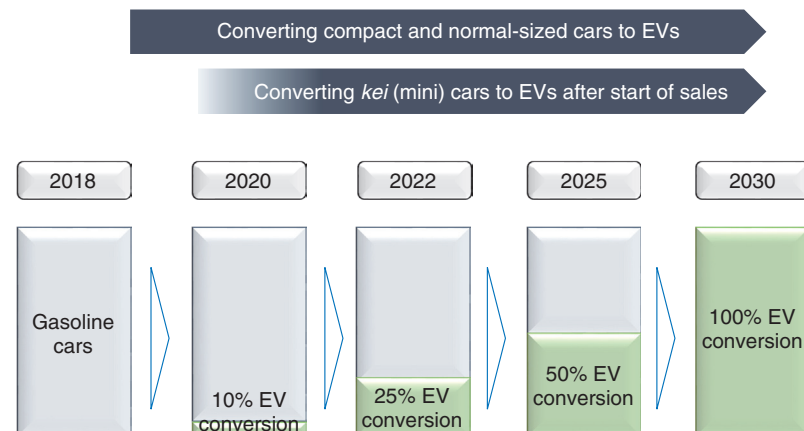 Converting compact and normal-sized cars to EVs
Converting kei (mini) cars to EVs after start of sales
2018
2020
2022
2025
2030
Gasoline
cars
10% EV
conversion
25% EV
conversion
50% EV
conversion
100% EV
conversion